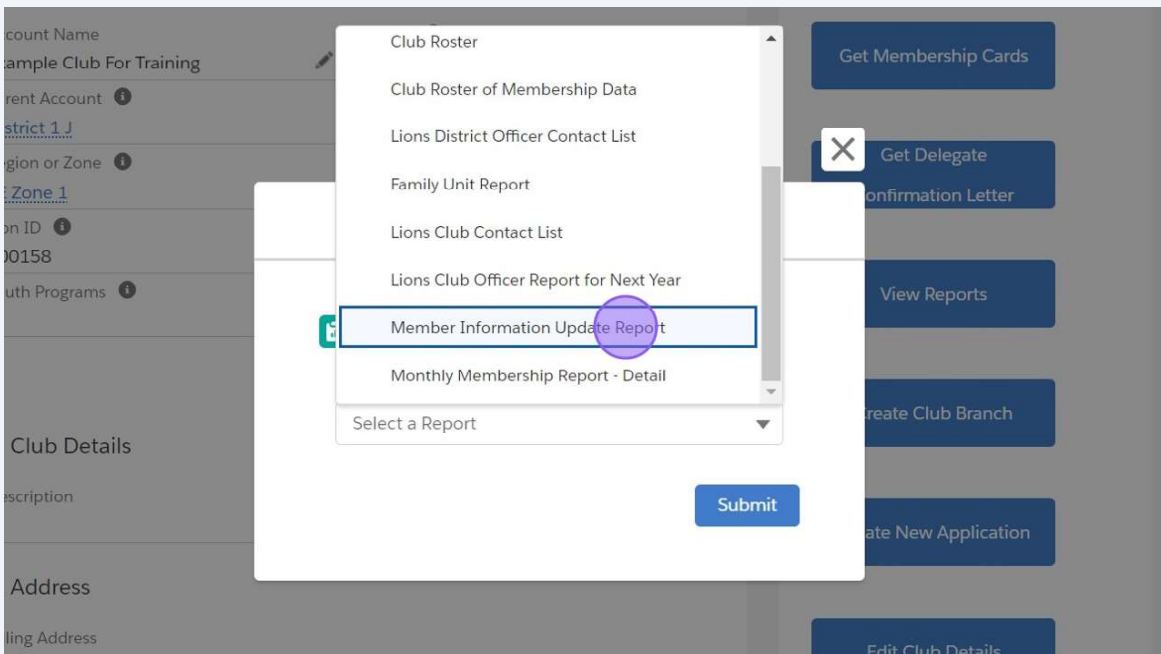 ccount Name
ample Club For Training
rent Account
strict 1 J
gion or Zone
Zone 1
on ID
00158
uth Programs
Club Details
escription
Address
ling Address
Club Roster
Club Roster of Membership Data
Lions District Officer Contact List
Family Unit Report
Lions Club Contact List
Lions Club Officer Report for Next Year
Member Information Update Report
Monthly Membership Report - Detail
Select a Report
Submit
Get Membership Cards
Get Delegate
onfirmation Letter
View Reports
reate Club Branch
ate New Application
Edit Club Details